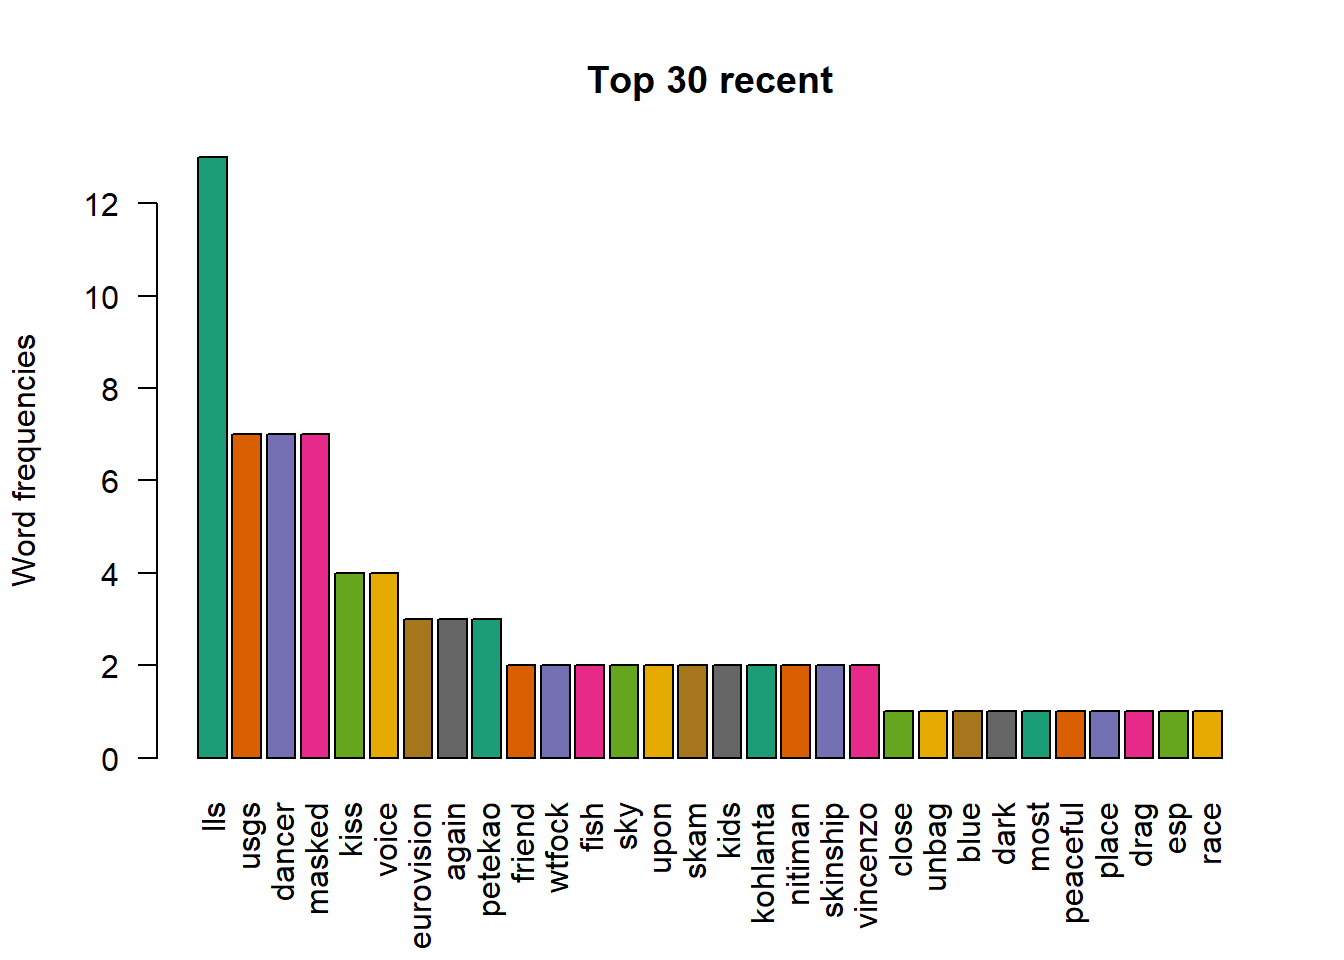 Top 30 recent
Word frequencies
12
10
8
6
4
2
0
lls
usgs
dancer
masked
kiss
voice
eurovision
again
petekao
friend
wtfock
fish
sky
upon
skam
kids
kohlanta
nitiman
skinship
vincenzo
close
unbag
blue
dark
most
peaceful
place
drag
esp
race